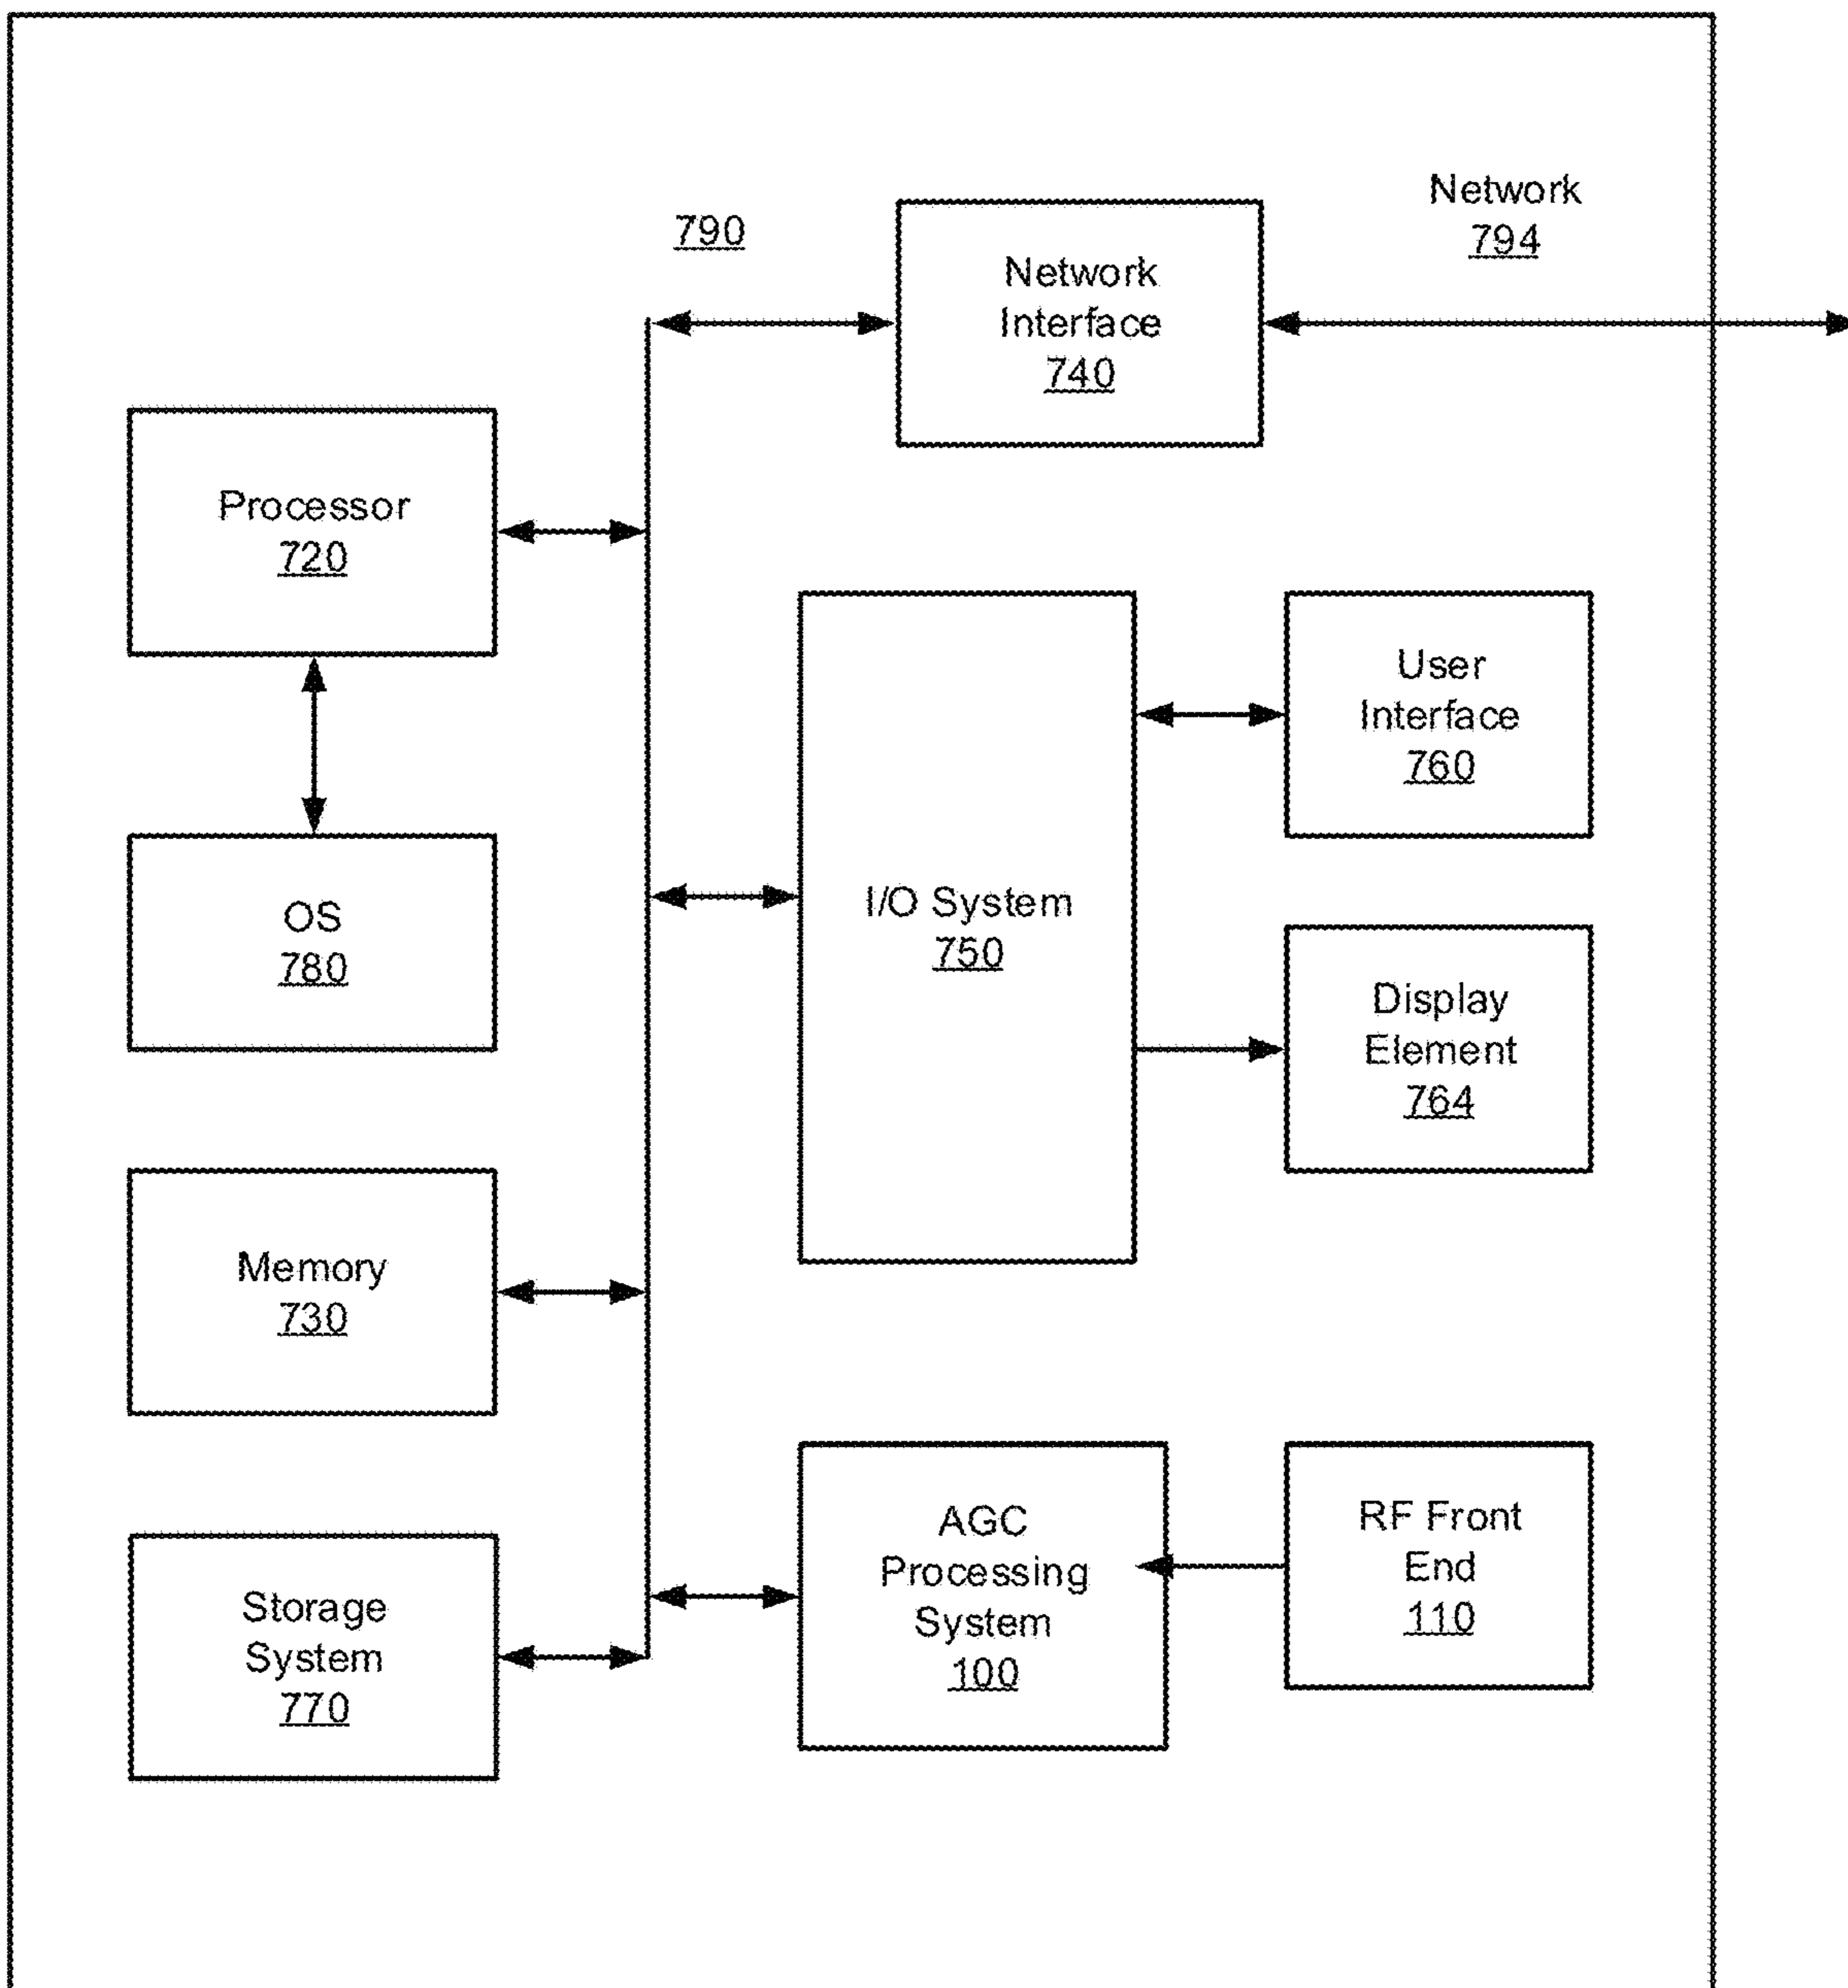 790
Network
794
Network
Interface
740
Processor
720
User
Interface
760
OS
780
I/O System
750
Display
Element
764
Memory
730
AGC
Processing
System
100
RF Front
End
110
Storage
System
770